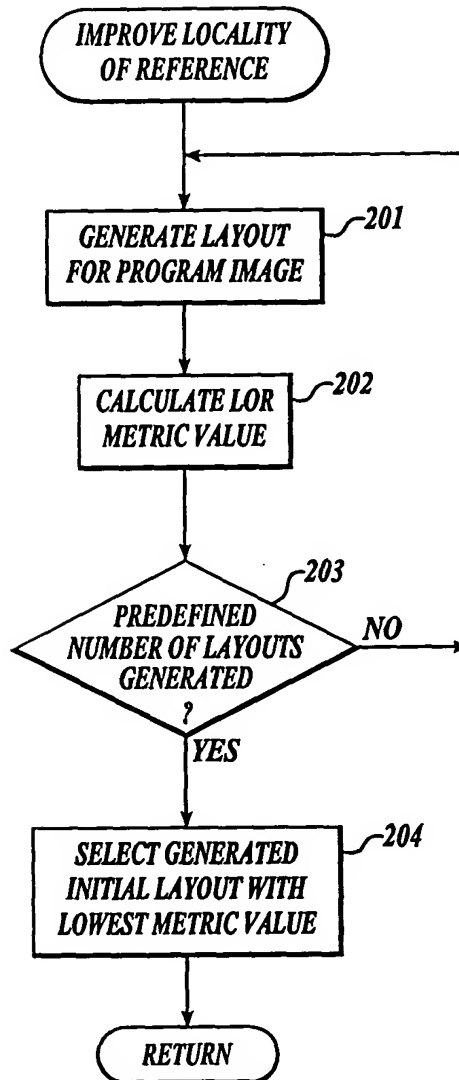 IMPROVE LOCALITY
OF REFERENCE
201
GENERATE LAYOUT
FOR PROGRAM IMAGE
202
CALCULATE LOR
METRIC VALUE
203
PREDEFINED
NUMBER OF LAYOUTS
GENERATED
?
NO
YES
204
SELECT GENERATED
INITIAL LAYOUT WITH
LOWEST METRIC VALUE
RETURN